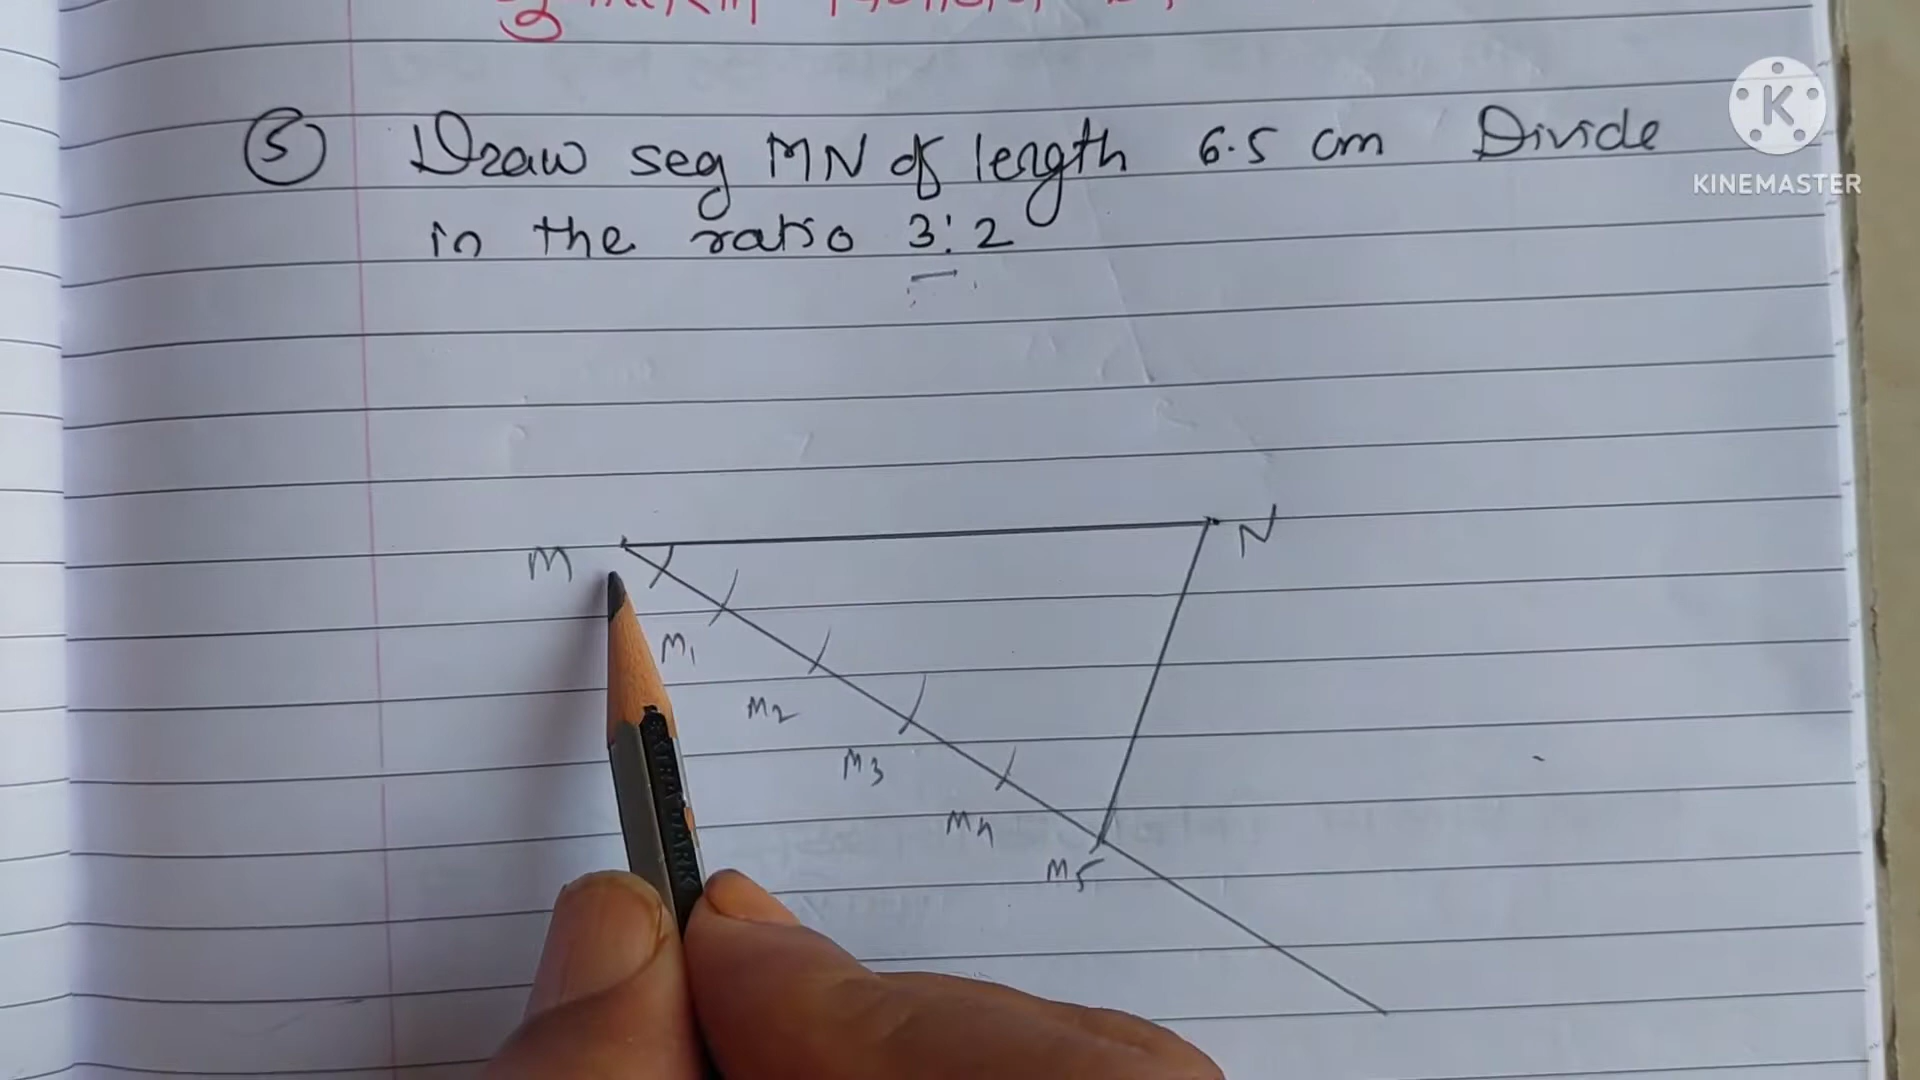 KINEMASTER
⑤ Draw seg MN of length 6.5 cm Divide
in the ratio 3:2
M
N
M1
M2
M3
M4
M5